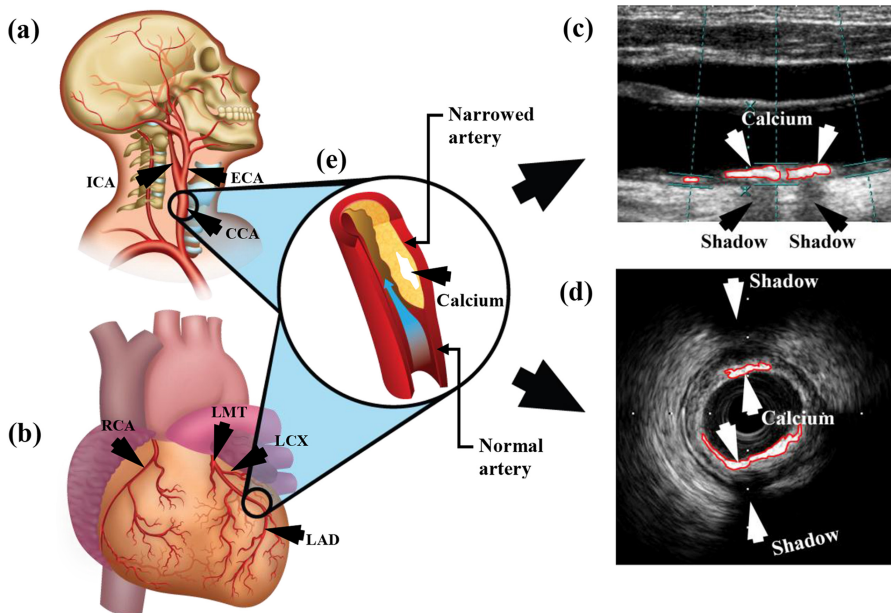 (a)
ICA
ECA
CCA
(b)
RCA
LMT
LCX
LAD
(e)
Narrowed
artery
Calcium
Normal
artery
(c)
Calcium
Shadow
Shadow
(d)
Shadow
Calcium
Shadow